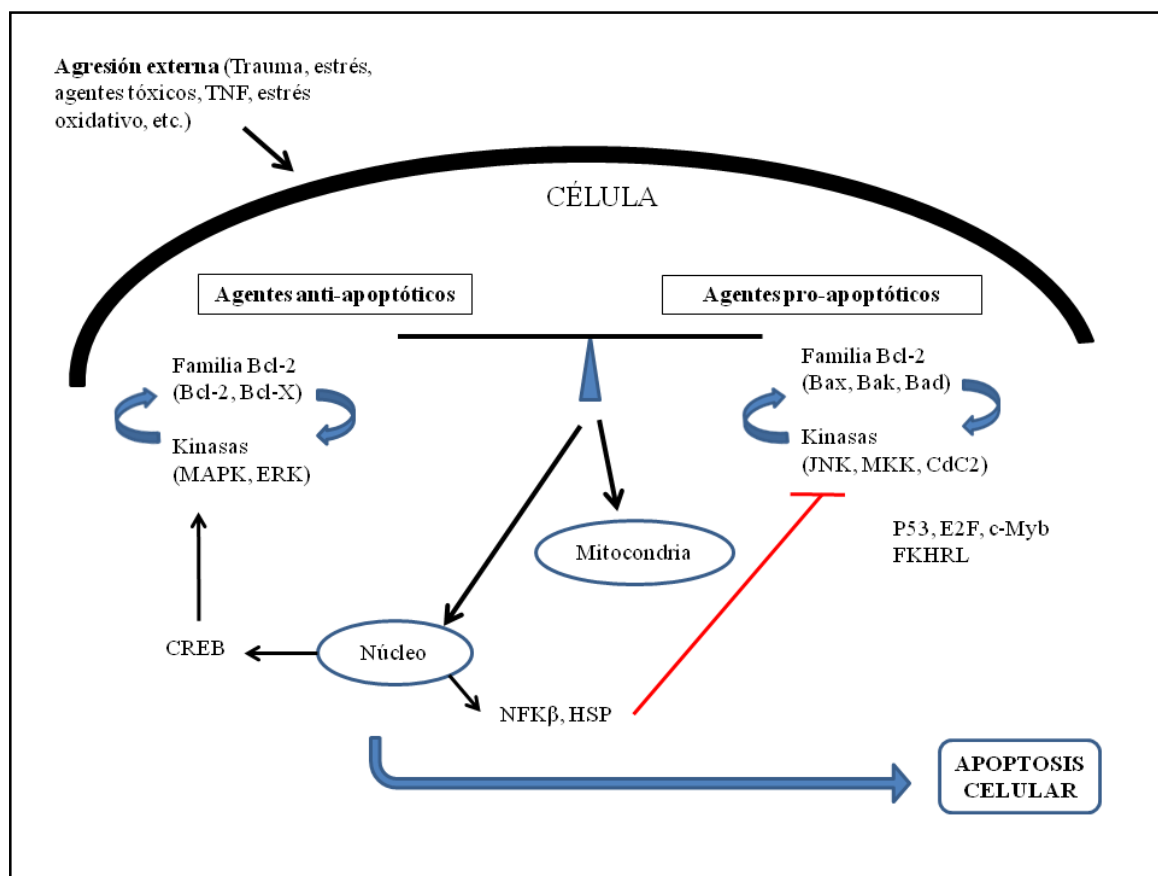 Agresión externa (Trauma, estrés,
agentes tóxicos, TNF, estrés
oxidativo, etc.)
CÉLULA
Agentes anti-apoptóticos
Agentes pro-apoptóticos
Familia Bcl-2
(Bcl-2, Bcl-X)
Kinasas
(MAPK, ERK)
Familia Bcl-2
(Bax, Bak, Bad)
Kinasas
(JNK, MKK, CdC2)
P53, E2F, c-Myb
FKHRL
Mitocondria
CREB
Núcleo
NFKβ, HSP
APOPTOSIS
CELULAR